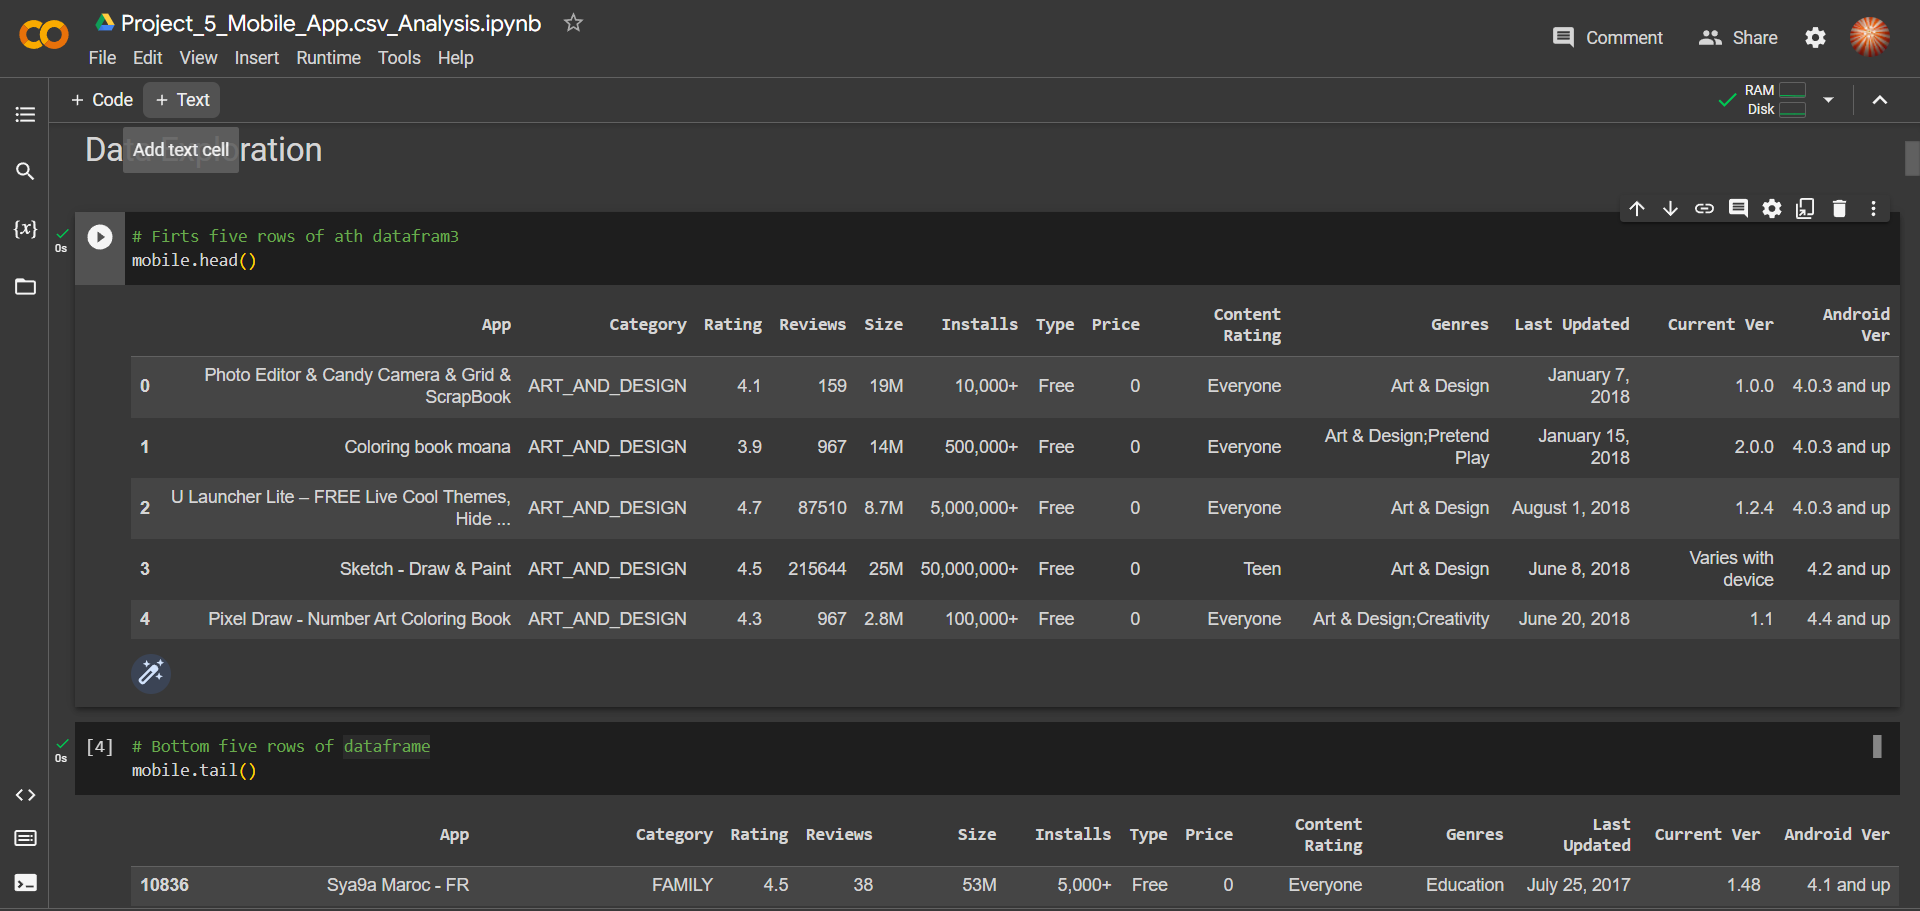 Project_5_Mobile_App.csv_Analysis.ipynb
File Edit View Insert Runtime Tools Help
Comment Share
+ Code + Text
RAM
Disk
Data Exploration
Add text cell
0s
# Firts five rows of ath datafram3
mobile.head()
App Category Rating Reviews Size Installs Type Price Content Rating Genres Last Updated Current Ver Android Ver
0 Photo Editor & Candy Camera & Grid & ScrapBook ART_AND_DESIGN 4.1 159 19M 10,000+ Free 0 Everyone Art & Design January 7, 2018 1.0.0 4.0.3 and up
1 Coloring book moana ART_AND_DESIGN 3.9 967 14M 500,000+ Free 0 Everyone Art & Design;Pretend Play January 15, 2018 2.0.0 4.0.3 and up
2 U Launcher Lite – FREE Live Cool Themes, Hide ... ART_AND_DESIGN 4.7 87510 8.7M 5,000,000+ Free 0 Everyone Art & Design August 1, 2018 1.2.4 4.0.3 and up
3 Sketch - Draw & Paint ART_AND_DESIGN 4.5 215644 25M 50,000,000+ Free 0 Teen Art & Design June 8, 2018 Varies with device 4.2 and up
4 Pixel Draw - Number Art Coloring Book ART_AND_DESIGN 4.3 967 2.8M 100,000+ Free 0 Everyone Art & Design;Creativity June 20, 2018 1.1 4.4 and up
0s
[4] # Bottom five rows of dataframe
mobile.tail()
App Category Rating Reviews Size Installs Type Price Content Rating Genres Last Updated Current Ver Android Ver
10836 Sya9a Maroc - FR FAMILY 4.5 38 53M 5,000+ Free 0 Everyone Education July 25, 2017 1.48 4.1 and up